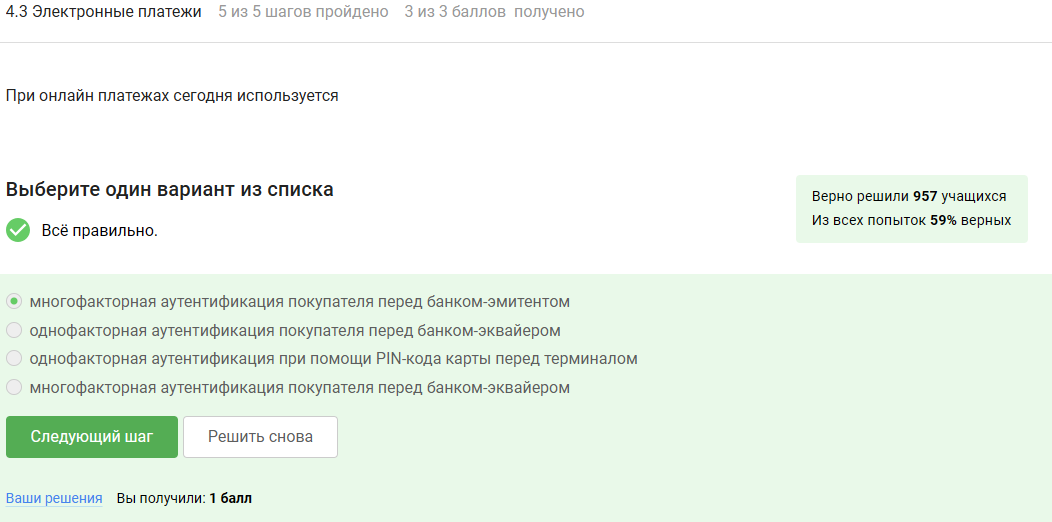 4.3 Электронные платежи 5 из 5 шагов пройдено 3 из 3 баллов получено
При онлайн платежах сегодня используется
Выберите один вариант из списка
Верно решили 957 учащихся
Из всех попыток 59% верных
Всё правильно.
многофакторная аутентификация покупателя перед банком-эмитентом
однофакторная аутентификация покупателя перед банком-эквайером
однофакторная аутентификация при помощи PIN-кода карты перед терминалом
многофакторная аутентификация покупателя перед банком-эквайером
Следующий шаг Решить снова
Ваши решения Вы получили: 1 балл